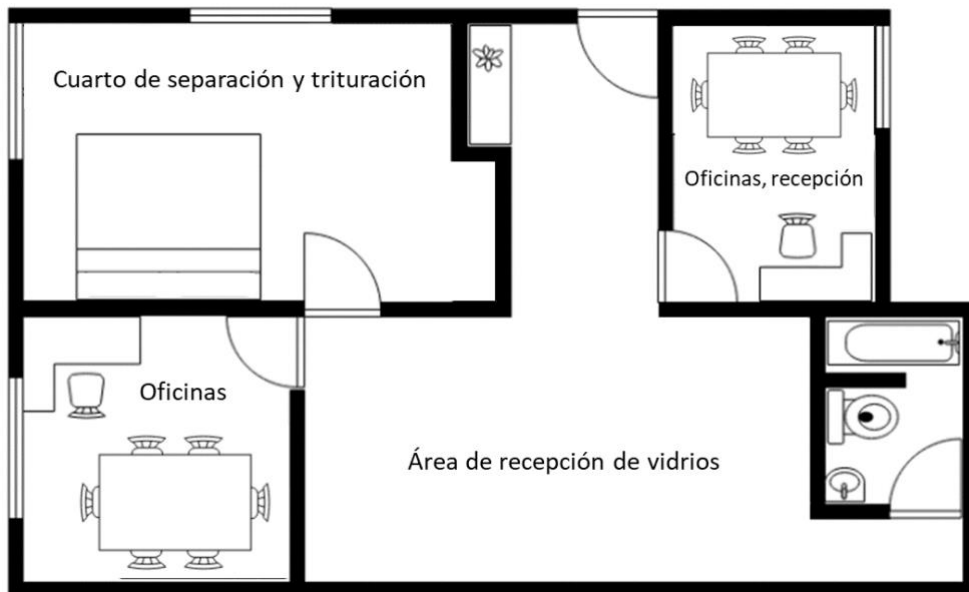 Cuarto de separación y trituración
Oficinas, recepción
Oficinas
Área de recepción de vidrios